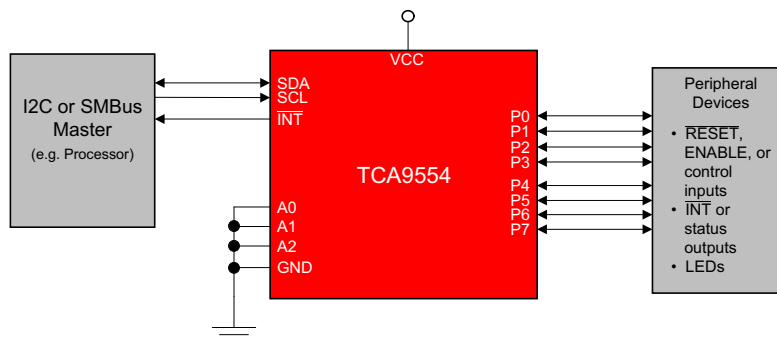 VCC
I2C or SMBus
Master
(e.g. Processor)
SDA
SCL
INT
A0
A1
A2
GND
TCA9554
P0
P1
P2
P3
P4
P5
P6
P7
Peripheral
Devices
• RESET,
ENABLE, or
control
inputs
• INT or
status
outputs
• LEDs